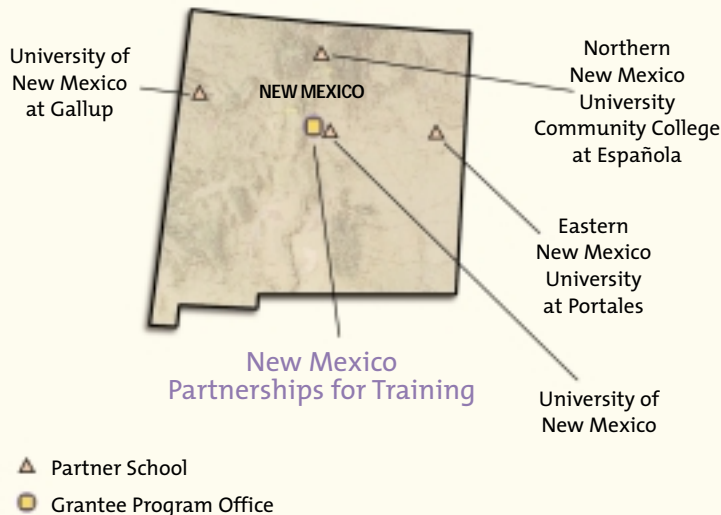 University of
New Mexico
at Gallup
NEW MEXICO
Northern
New Mexico
University
Community College
at Española
Eastern
New Mexico
University
at Portales
New Mexico
Partnerships for Training
University of
New Mexico
Partner School
Grantee Program Office